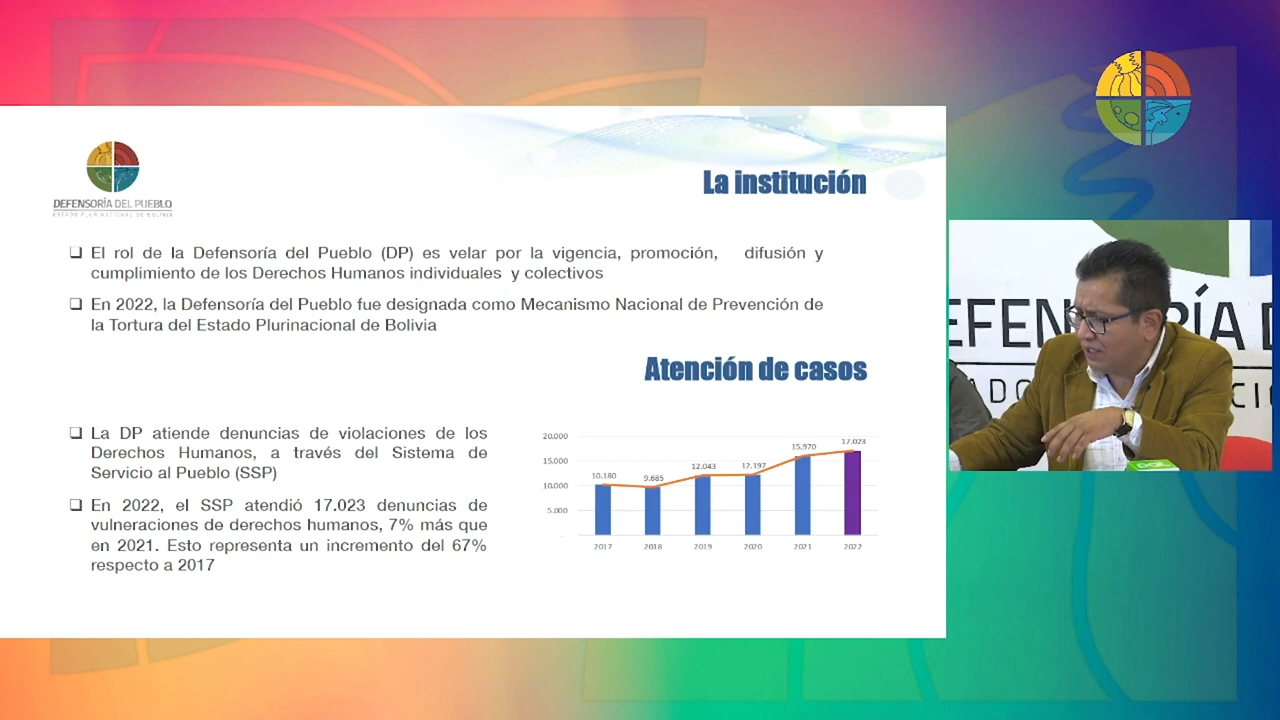 DEFENSORÍA DEL PUEBLO
ESTADO PLURINACIONAL DE BOLIVIA
La institución
❑ El rol de la Defensoría del Pueblo (DP) es velar por la vigencia, promoción, difusión y
cumplimiento de los Derechos Humanos individuales y colectivos
❑ En 2022, la Defensoría del Pueblo fue designada como Mecanismo Nacional de Prevención de
la Tortura del Estado Plurinacional de Bolivia
Atención de casos
❑ La DP atiende denuncias de violaciones de los
Derechos Humanos, a través del Sistema de
Servicio al Pueblo (SSP)
❑ En 2022, el SSP atendió 17.023 denuncias de
vulneraciones de derechos humanos, 7% más que
en 2021. Esto representa un incremento del 67%
respecto a 2017
20.000
15.000
10.000
5.000
-
10.180 9.685 12.043 12.197 15.970 17.023
2017 2018 2019 2020 2021 2022
EFEN RÍA D
ADO CIO